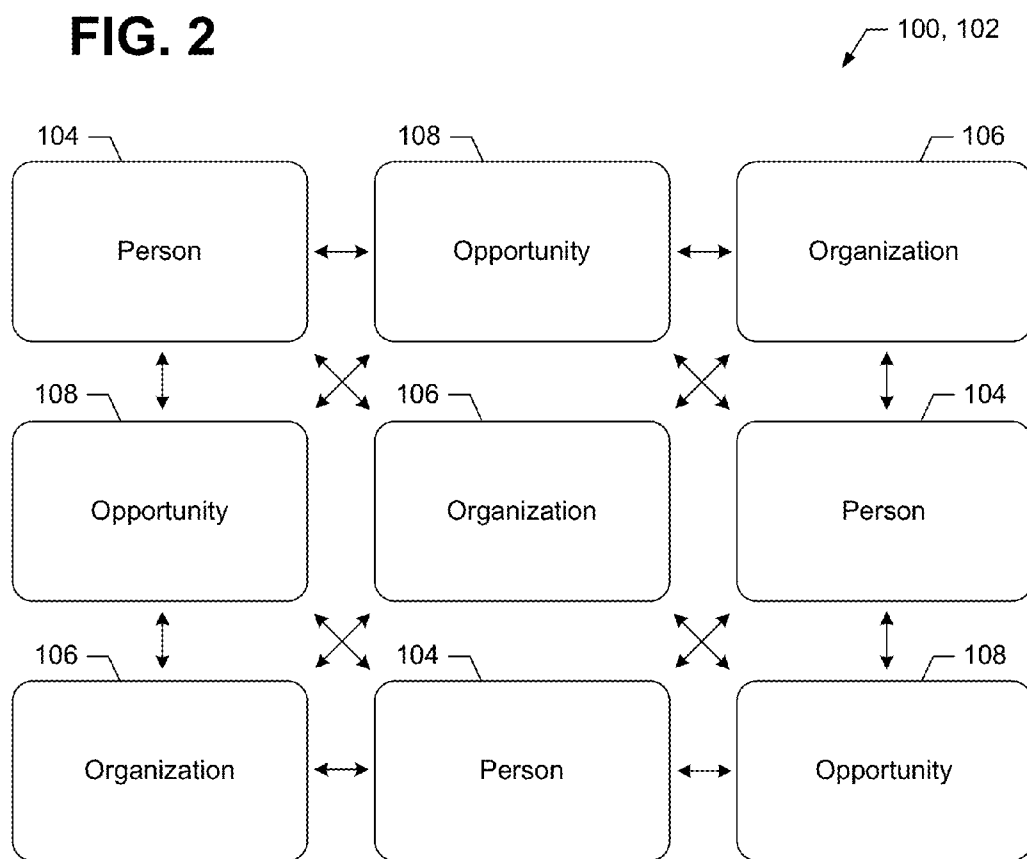 FIG. 2
100, 102
104
108
106
Person
Opportunity
Organization
108
106
104
Opportunity
Organization
Person
106
104
108
Organization
Person
Opportunity